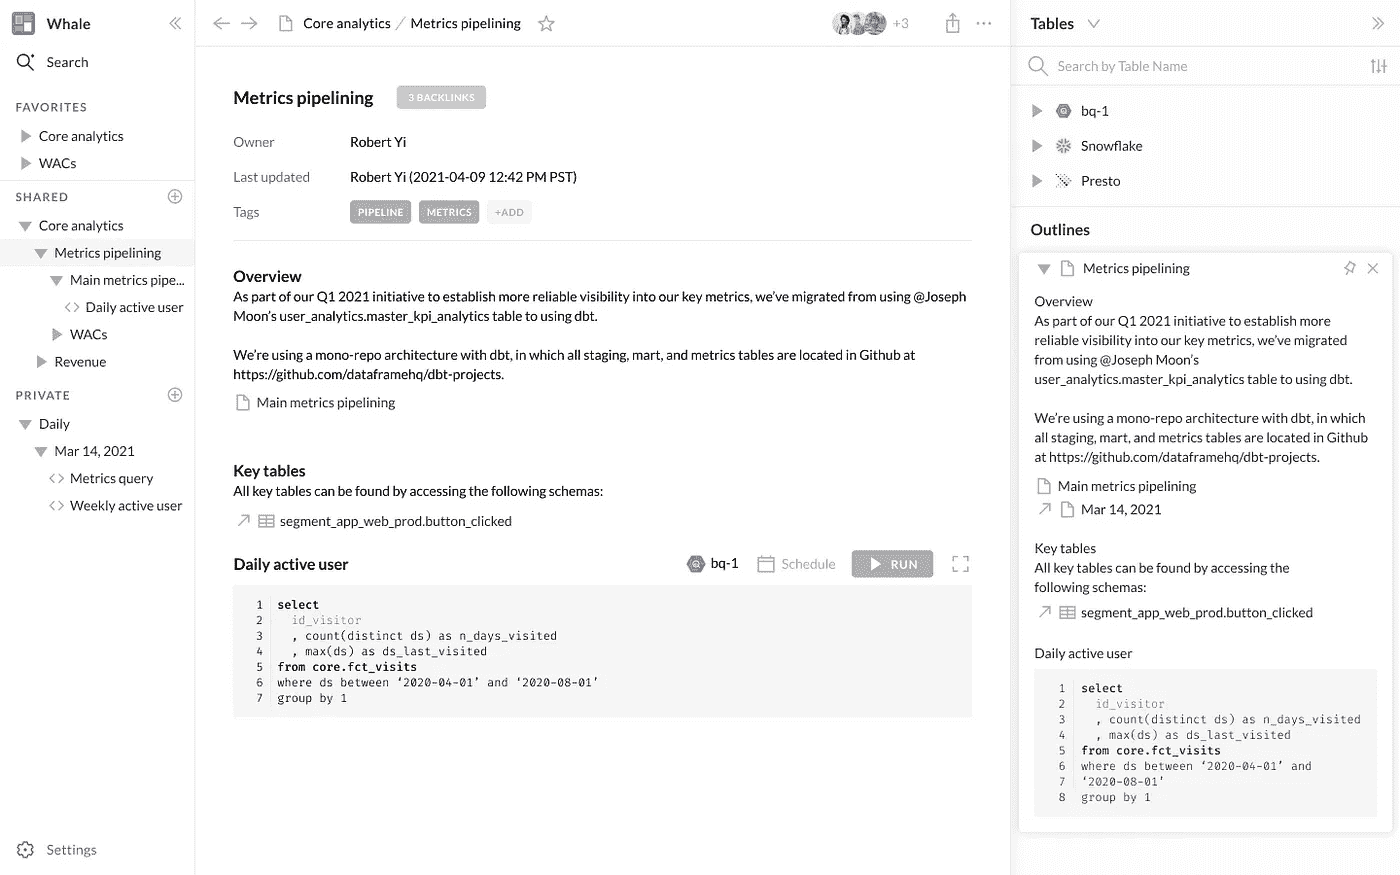 Whale
Search
FAVORITES
Core analytics
WACs
SHARED
Core analytics
Metrics pipelining
Main metrics pipe...
<> Daily active user
WACs
Revenue
PRIVATE
Daily
Mar 14, 2021
<> Metrics query
<> Weekly active user
Settings
Core analytics / Metrics pipelining
+3
Metrics pipelining 3 BACKLINKS
Owner Robert Yi
Last updated Robert Yi (2021-04-09 12:42 PM PST)
Tags PIPELINE METRICS +ADD
Overview
As part of our Q1 2021 initiative to establish more reliable visibility into our key metrics, we’ve migrated from using @Joseph
Moon’s user_analytics.master_kpi_analytics table to using dbt.
We’re using a mono-repo architecture with dbt, in which all staging, mart, and metrics tables are located in Github at
https://github.com/dataframehq/dbt-projects.
Main metrics pipelining
Key tables
All key tables can be found by accessing the following schemas:
segment_app_web_prod.button_clicked
Daily active user bq-1 Schedule RUN
1 select
2 id_visitor
3 , count(distinct ds) as n_days_visited
4 , max(ds) as ds_last_visited
5 from core.fct_visits
6 where ds between ‘2020-04-01’ and ‘2020-08-01’
7 group by 1
Tables
Search by Table Name
bq-1
Snowflake
Presto
Outlines
Metrics pipelining
Overview
As part of our Q1 2021 initiative to establish more
reliable visibility into our key metrics, we’ve migrated
from using @Joseph Moon’s
user_analytics.master_kpi_analytics table to using dbt.
We’re using a mono-repo architecture with dbt, in which
all staging, mart, and metrics tables are located in Github
at https://github.com/dataframehq/dbt-projects.
Main metrics pipelining
Mar 14, 2021
Key tables
All key tables can be found by accessing the
following schemas:
segment_app_web_prod.button_clicked
Daily active user
1 select
2 id_visitor
3 , count(distinct ds) as n_days_visited
4 , max(ds) as ds_last_visited
5 from core.fct_visits
6 where ds between ‘2020-04-01’ and
7 ‘2020-08-01’
8 group by 1